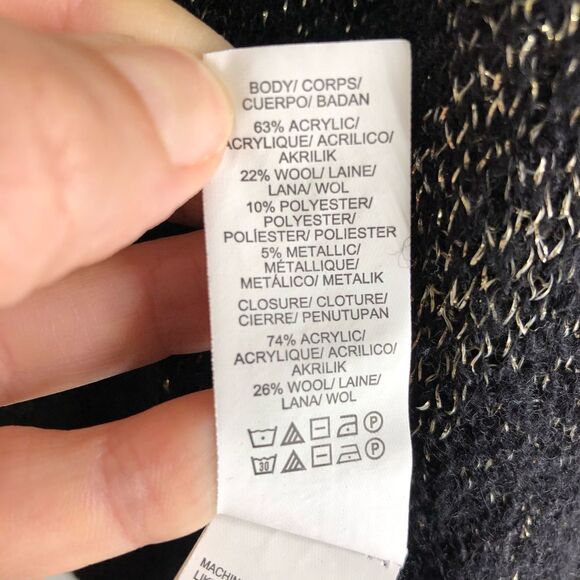 BODY/ CORPS/
CUERPO/ BADAN
63% ACRYLIC/
ACRYLIQUE/ ACRILICO/
AKRILIK
22% WOOL/ LAINE/
LANA/ WOL
10% POLYESTER/
POLYESTER/
POLÍESTER/ POLIESTER
5% METALLIC/
MÉTALLIQUE/
METÁLICO/ METALIK
CLOSURE/ CLOTURE/
CIERRE/ PENUTUPAN
74% ACRYLIC/
ACRYLIQUE/ ACRILICO/
AKRILIK
26% WOOL/ LAINE/
LANA/ WOL
P
30 P